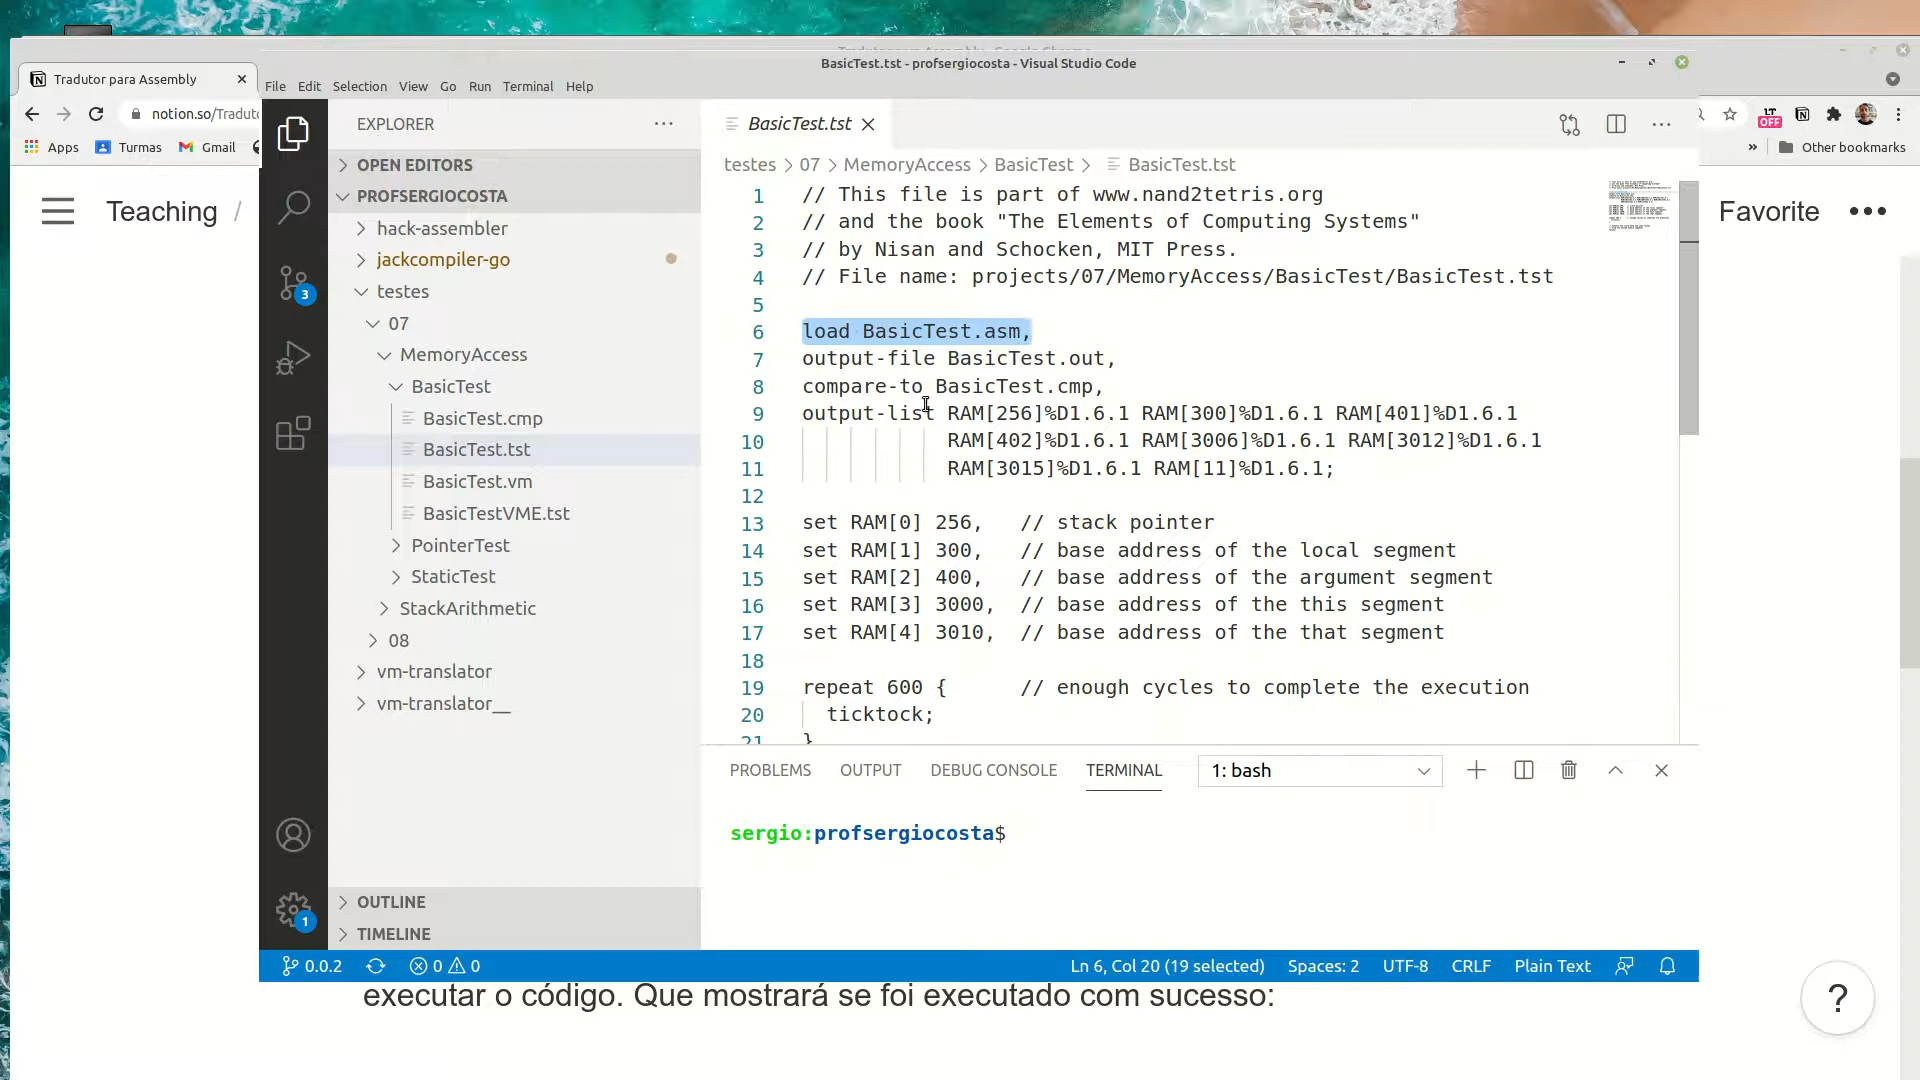 BasicTest.tst - profsergiocosta - Visual Studio Code
Tradutor para Assembly
notion.so/Traduto
LT OFF
Apps Turmas Gmail
» Other bookmarks
Teaching /
Favorite
File Edit Selection View Go Run Terminal Help
EXPLORER
OPEN EDITORS
PROFSERGIOCOSTA
hack-assembler
jackcompiler-go
testes
07
MemoryAccess
BasicTest
BasicTest.cmp
BasicTest.tst
BasicTest.vm
BasicTestVME.tst
PointerTest
StaticTest
StackArithmetic
08
vm-translator
vm-translator__
OUTLINE
TIMELINE
3
1
BasicTest.tst
testes > 07 > MemoryAccess > BasicTest > BasicTest.tst
1 // This file is part of www.nand2tetris.org
2 // and the book "The Elements of Computing Systems"
3 // by Nisan and Schocken, MIT Press.
4 // File name: projects/07/MemoryAccess/BasicTest/BasicTest.tst
5
6 load BasicTest.asm,
7 output-file BasicTest.out,
8 compare-to BasicTest.cmp,
9 output-list RAM[256]%D1.6.1 RAM[300]%D1.6.1 RAM[401]%D1.6.1
10 RAM[402]%D1.6.1 RAM[3006]%D1.6.1 RAM[3012]%D1.6.1
11 RAM[3015]%D1.6.1 RAM[11]%D1.6.1;
12
13 set RAM[0] 256, // stack pointer
14 set RAM[1] 300, // base address of the local segment
15 set RAM[2] 400, // base address of the argument segment
16 set RAM[3] 3000, // base address of the this segment
17 set RAM[4] 3010, // base address of the that segment
18
19 repeat 600 { // enough cycles to complete the execution
20 ticktock;
21 }
PROBLEMS OUTPUT DEBUG CONSOLE TERMINAL 1: bash
sergio:profsergiocosta$
0.0.2 0 0 Ln 6, Col 20 (19 selected) Spaces: 2 UTF-8 CRLF Plain Text
executar o código. Que mostrará se foi executado com sucesso:
?